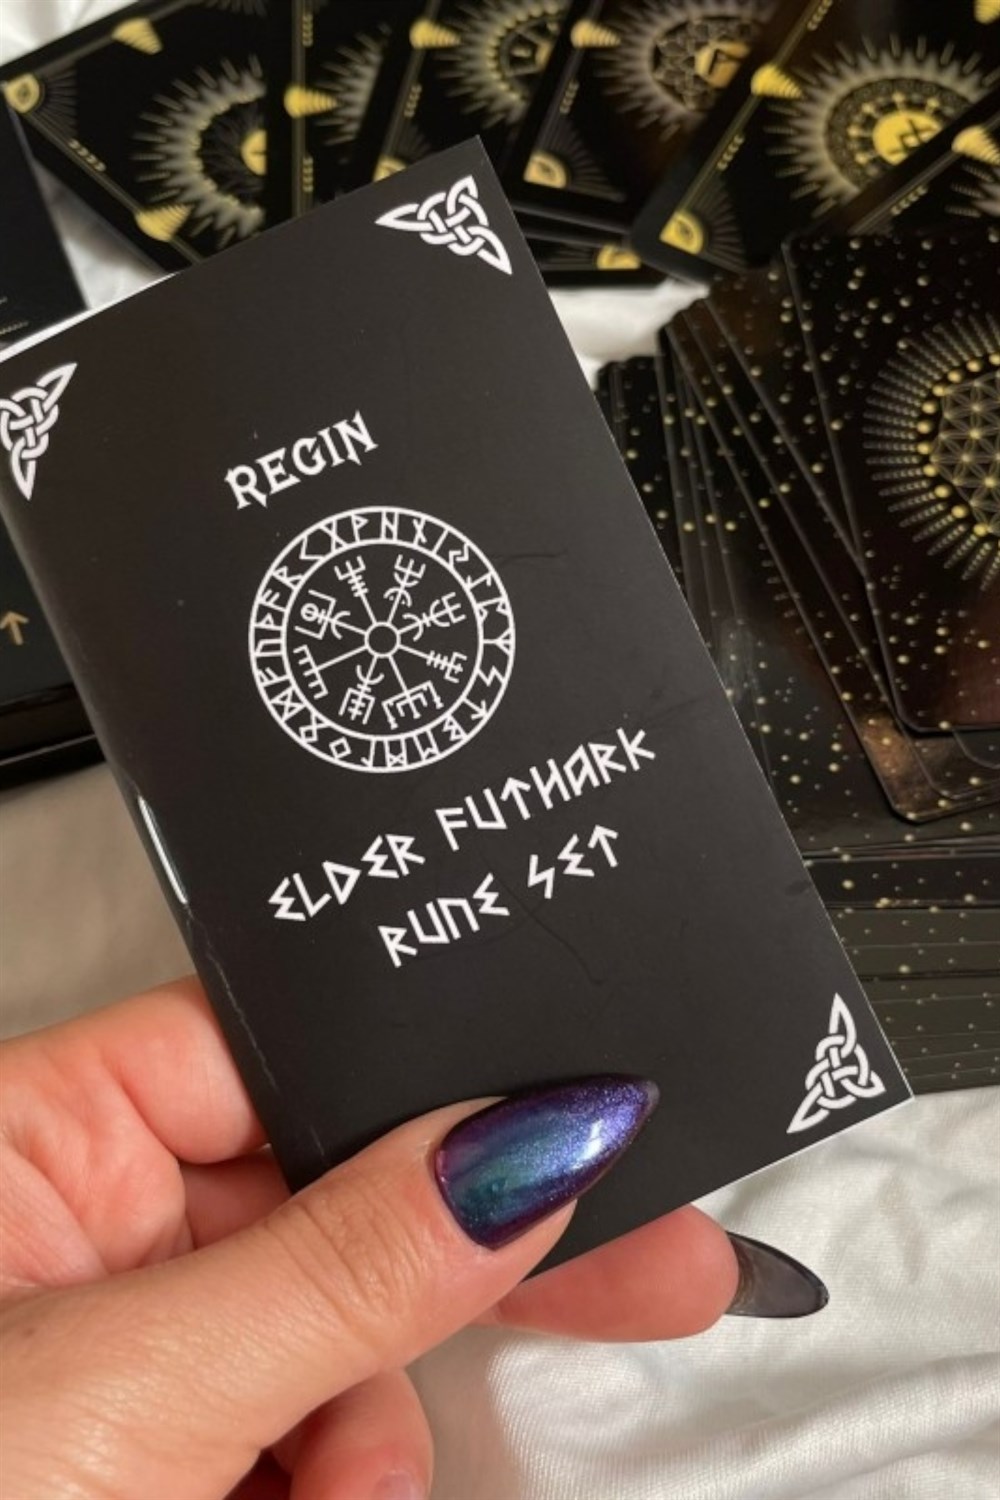 REGIN
ELDER FUTHARK
RUNE SET